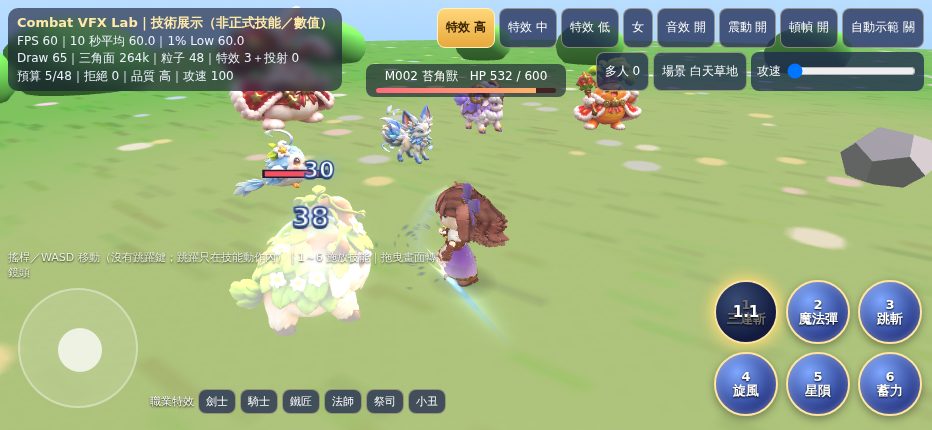 Combat VFX Lab｜技術展示（非正式技能／數值）
FPS 60｜10 秒平均 60.0｜1% Low 60.0
Draw 65｜三角面 264k｜粒子 48｜特效 3＋投射 0
預算 5/48｜拒絕 0｜品質 高｜攻速 100
特效 高
特效 中
特效 低
女
音效 開
震動 開
頓幀 開
自動示範 關
M002 苔角獸 HP 532 / 600
多人 0
場景 白天草地
攻速
30
38
搖桿／WASD 移動（沒有跳躍鍵；跳躍只在技能動作內）｜1～6 施放技能｜拖曳畫面轉
鏡頭
1.1
2
魔法彈
3
跳斬
4
旋風
5
星隕
6
蓄力
職業特效
劍士
騎士
鐵匠
法師
祭司
小丑